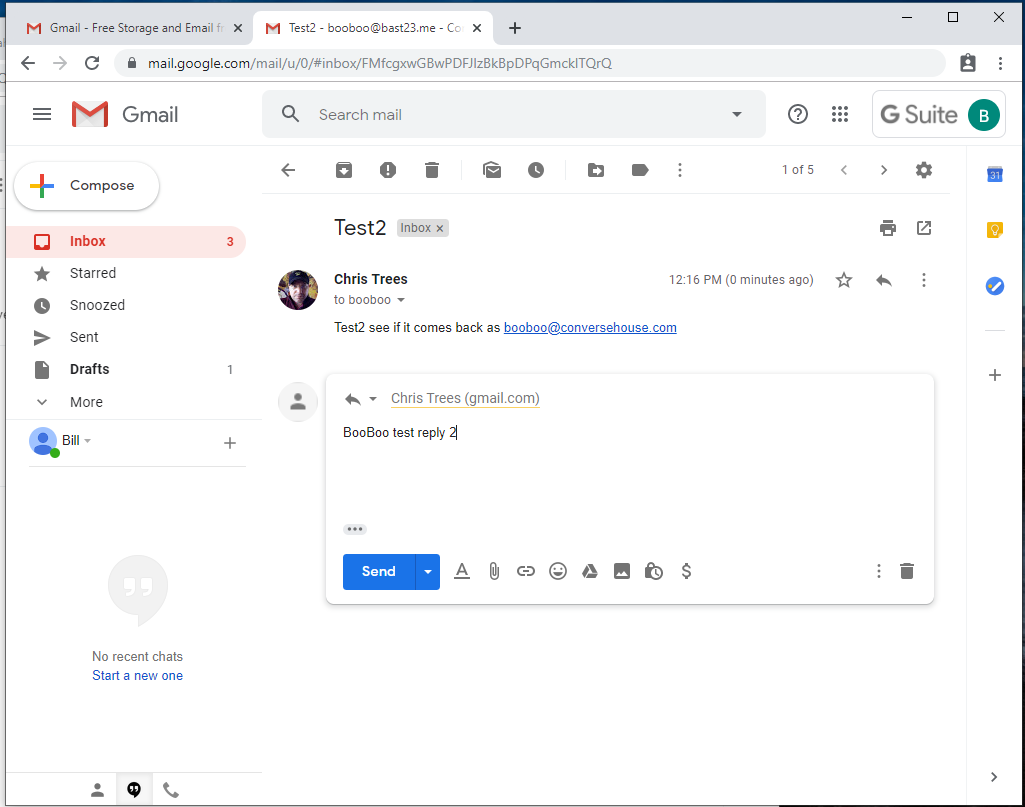 Gmail - Free Storage and Email f
Test2 - booboo@bast23.me - Co
mail.google.com/mail/u/0/#inbox/FMfcgxwGBwPDFJlzBkBpDPqGmcklTQrQ
Gmail
Search mail
G Suite
B
Compose
1 of 5
31
Inbox 3
Starred
Snoozed
Sent
Drafts 1
More
Bill
Test2 Inbox ×
Chris Trees
12:16 PM (0 minutes ago)
to booboo
Test2 see if it comes back as booboo@conversehouse.com
Chris Trees (gmail.com)
BooBoo test reply 2
Send
$
No recent chats
Start a new one